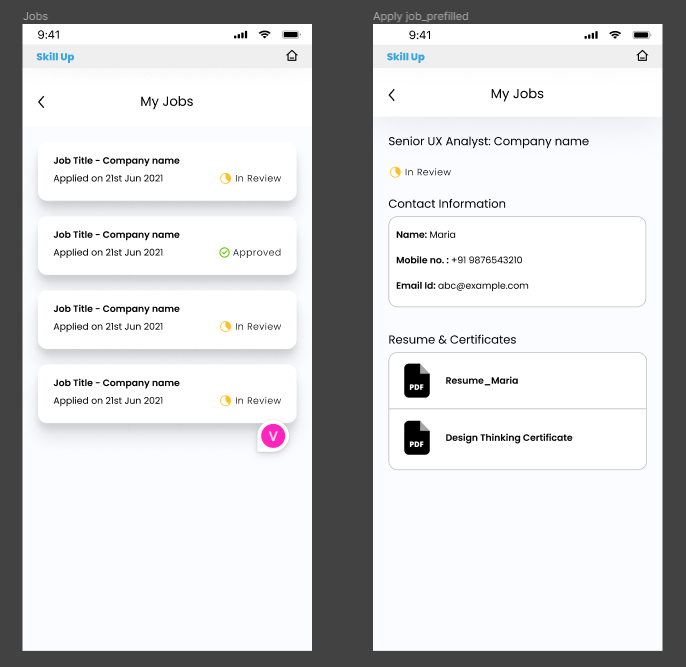 Jobs
9:41
Skill Up
My Jobs
Job Title - Company name
Applied on 21st Jun 2021
In Review
Job Title - Company name
Applied on 21st Jun 2021
Approved
Job Title - Company name
Applied on 21st Jun 2021
In Review
Job Title - Company name
Applied on 21st Jun 2021
In Review
V
Apply job_prefilled
9:41
Skill Up
My Jobs
Senior UX Analyst: Company name
In Review
Contact Information
Name: Maria
Mobile no. : +91 9876543210
Email Id: abc@example.com
Resume & Certificates
PDF
Resume_Maria
PDF
Design Thinking Certificate